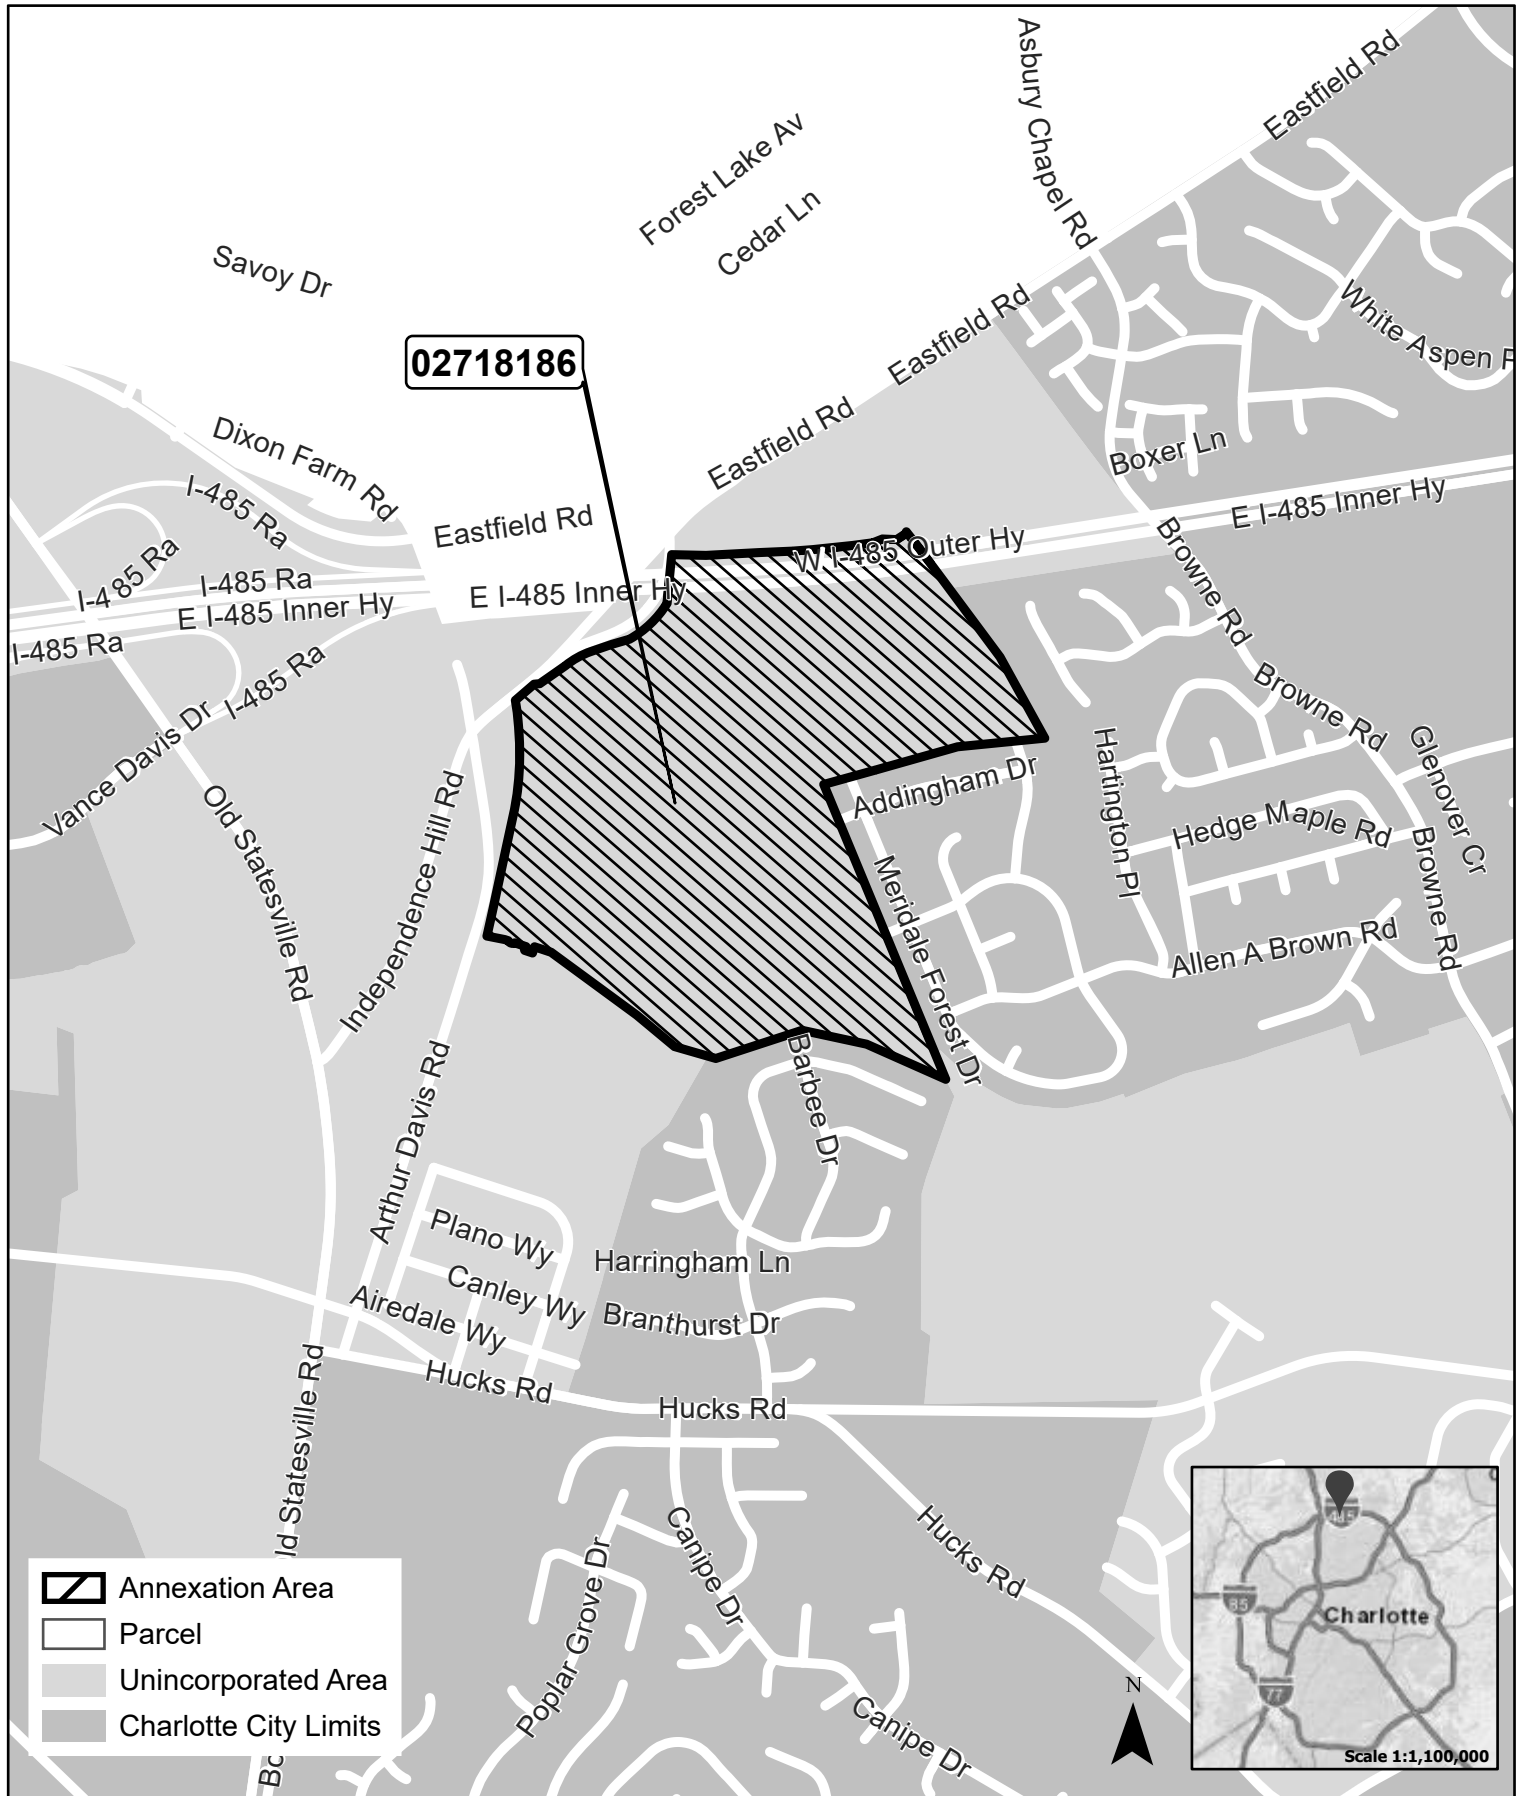 Asbury Chapel Rd
Eastfield Rd
Forest Lake Av
Cedar Ln
Savoy Dr
Eastfield Rd
White Aspen P
02718186
Dixon Farm Rd
Eastfield Rd
Boxer Ln
I-485 Ra
Eastfield Rd
E I-485 Inner Hy
W I-485 Outer Hy
I-4 85 Ra
I-485 Ra
E I-485 Inner Hy
E I-485 Inner Hy
Browne Rd
I-485 Ra
I-485 Ra
Vance Davis Dr
Browne Rd
Glenover Cr
Hartington Pl
Addingham Dr
Old Statesville Rd
Independence Hill Rd
Hedge Maple Rd
Browne Rd
Meridale Forest Dr
Allen A Brown Rd
Arthur Davis Rd
Barbee Dr
Plano Wy
Harringham Ln
Canley Wy
Airedale Wy
Branthurst Dr
Hucks Rd
Hucks Rd
ld Statesville Rd
Canipe Dr
Hucks Rd
Poplar Grove Dr
Canipe Dr
Bo
Annexation Area
Parcel
Unincorporated Area
Charlotte City Limits
N
485
85
Charlotte
77
Scale 1:1,100,000